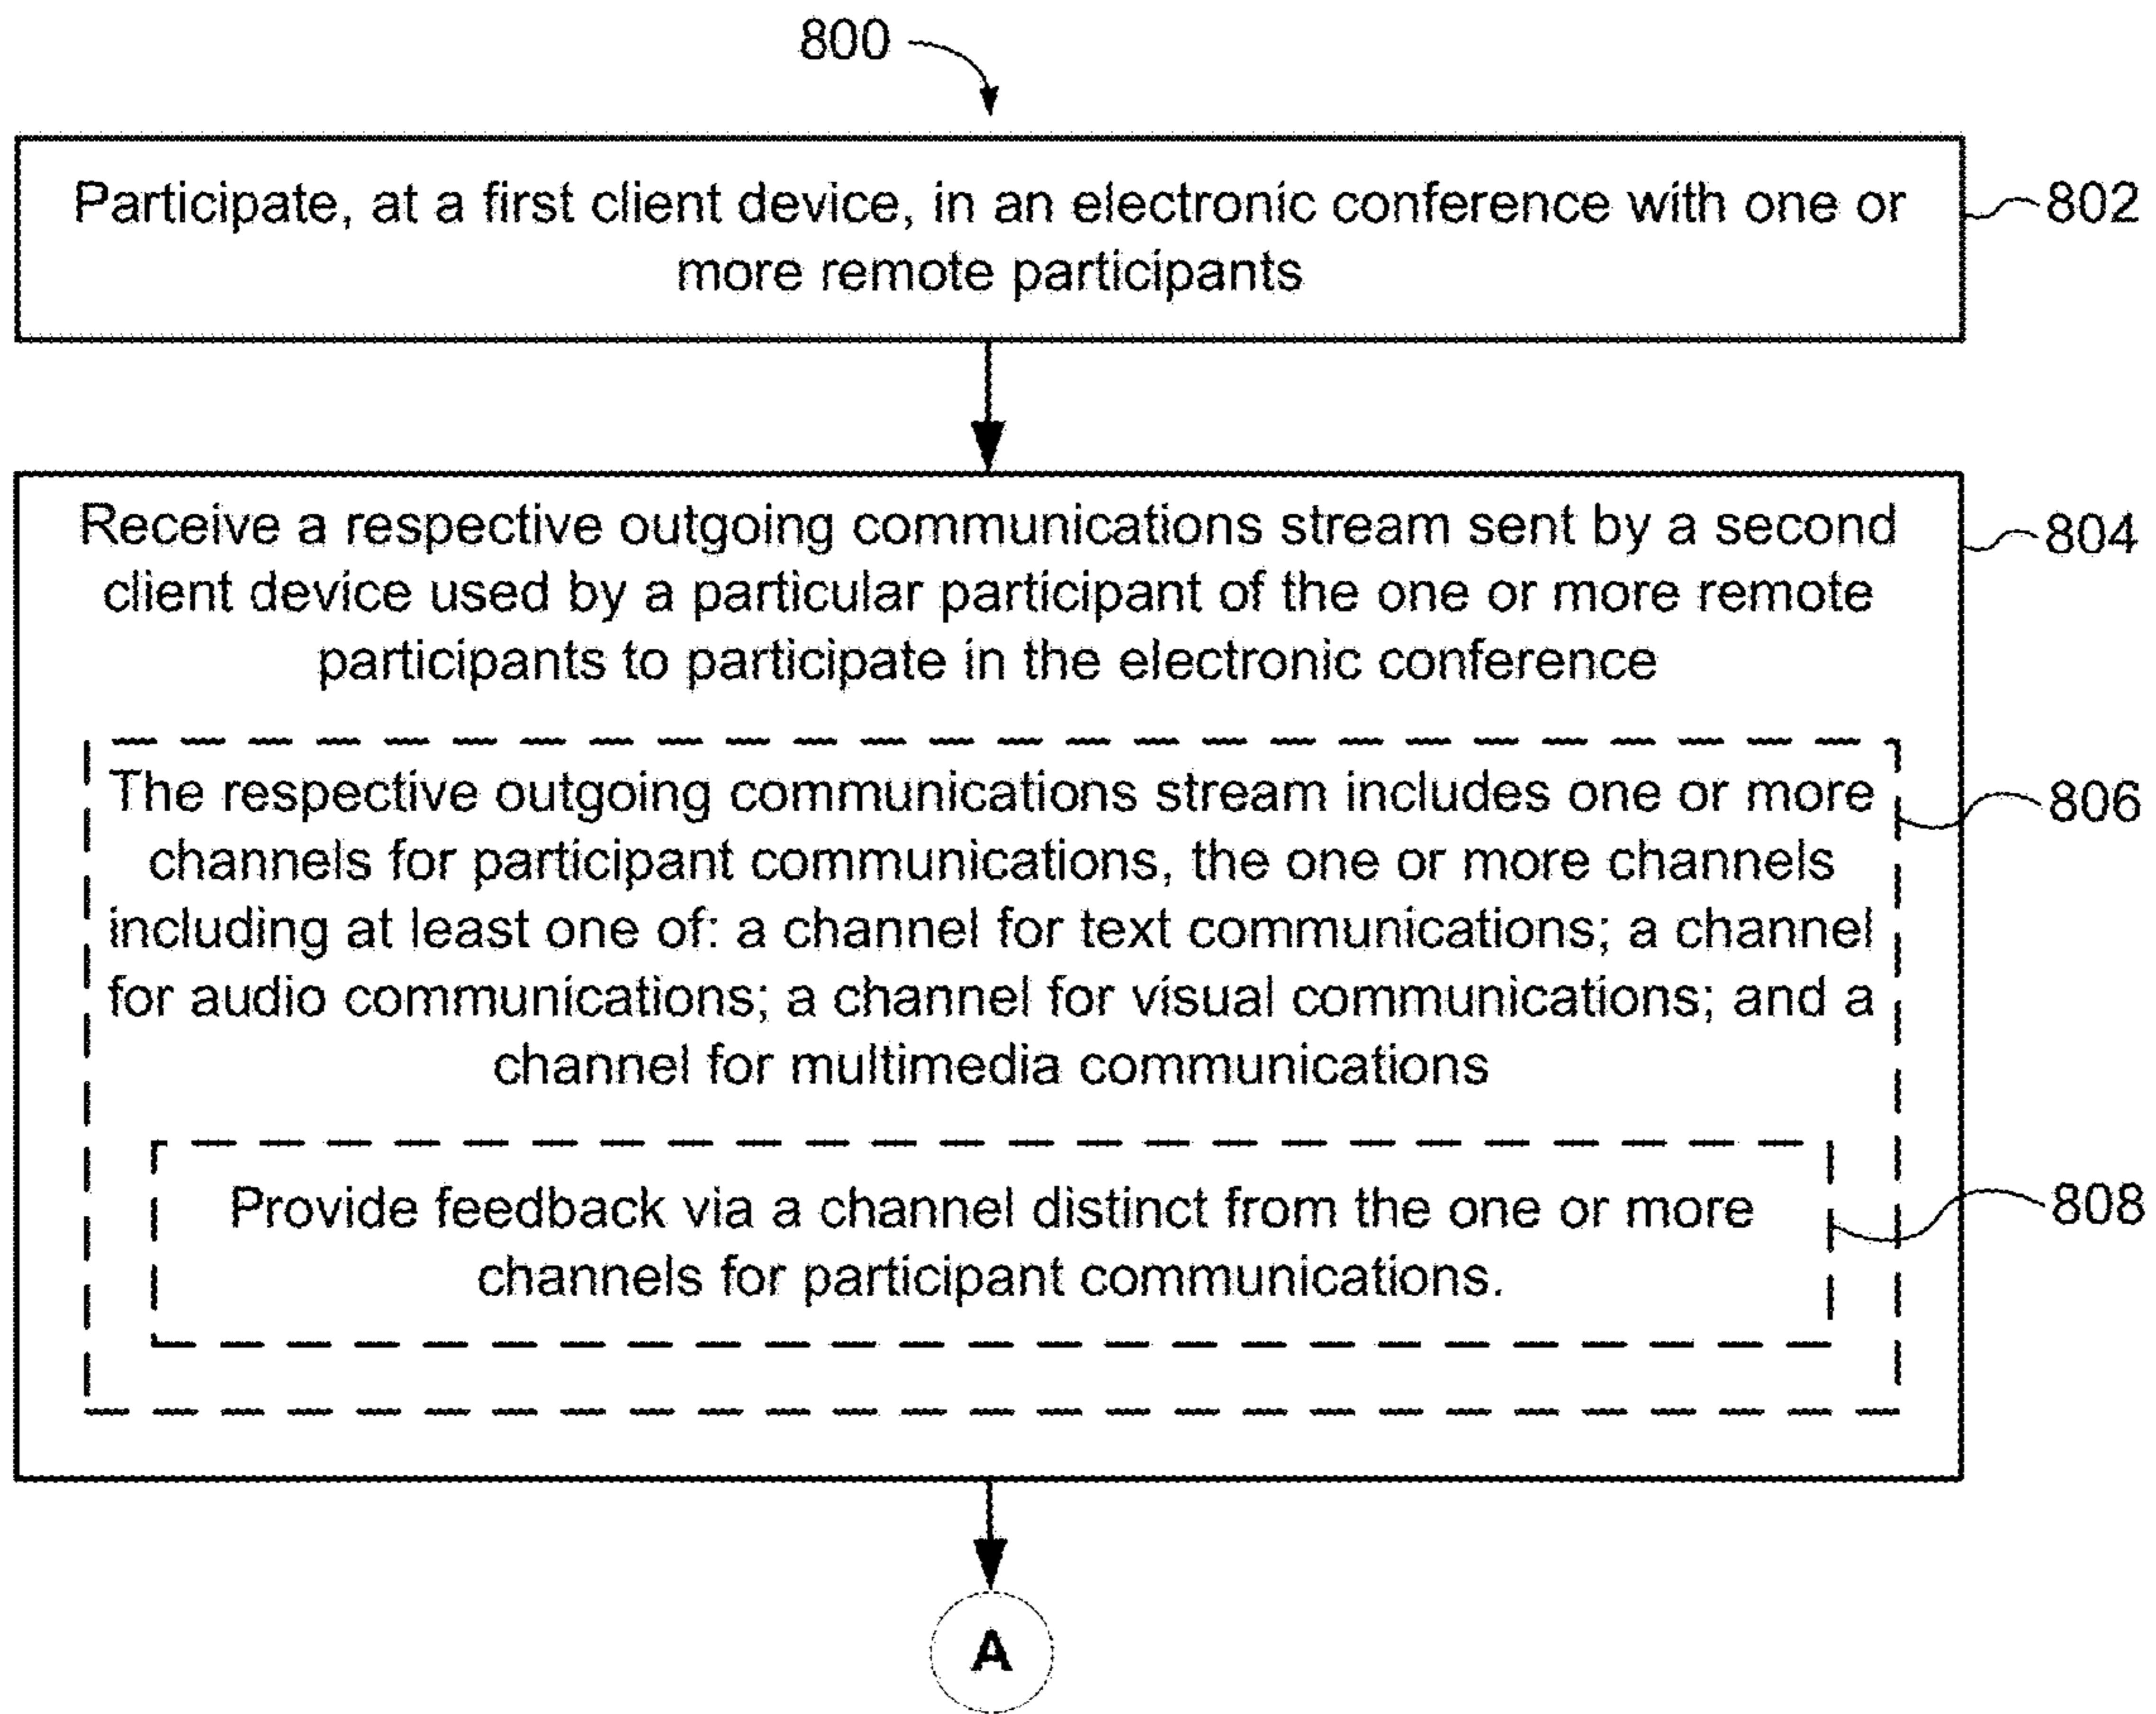 800
Participate, at a first client device, in an electronic conference with one or
more remote participants
802
Receive a respective outgoing communications stream sent by a second
client device used by a particular participant of the one or more remote
participants to participate in the electronic conference
804
The respective outgoing communications stream includes one or more
channels for participant communications, the one or more channels
including at least one of: a channel for text communications; a channel
for audio communications; a channel for visual communications; and a
channel for multimedia communications
806
Provide feedback via a channel distinct from the one or more
channels for participant communications.
808
A